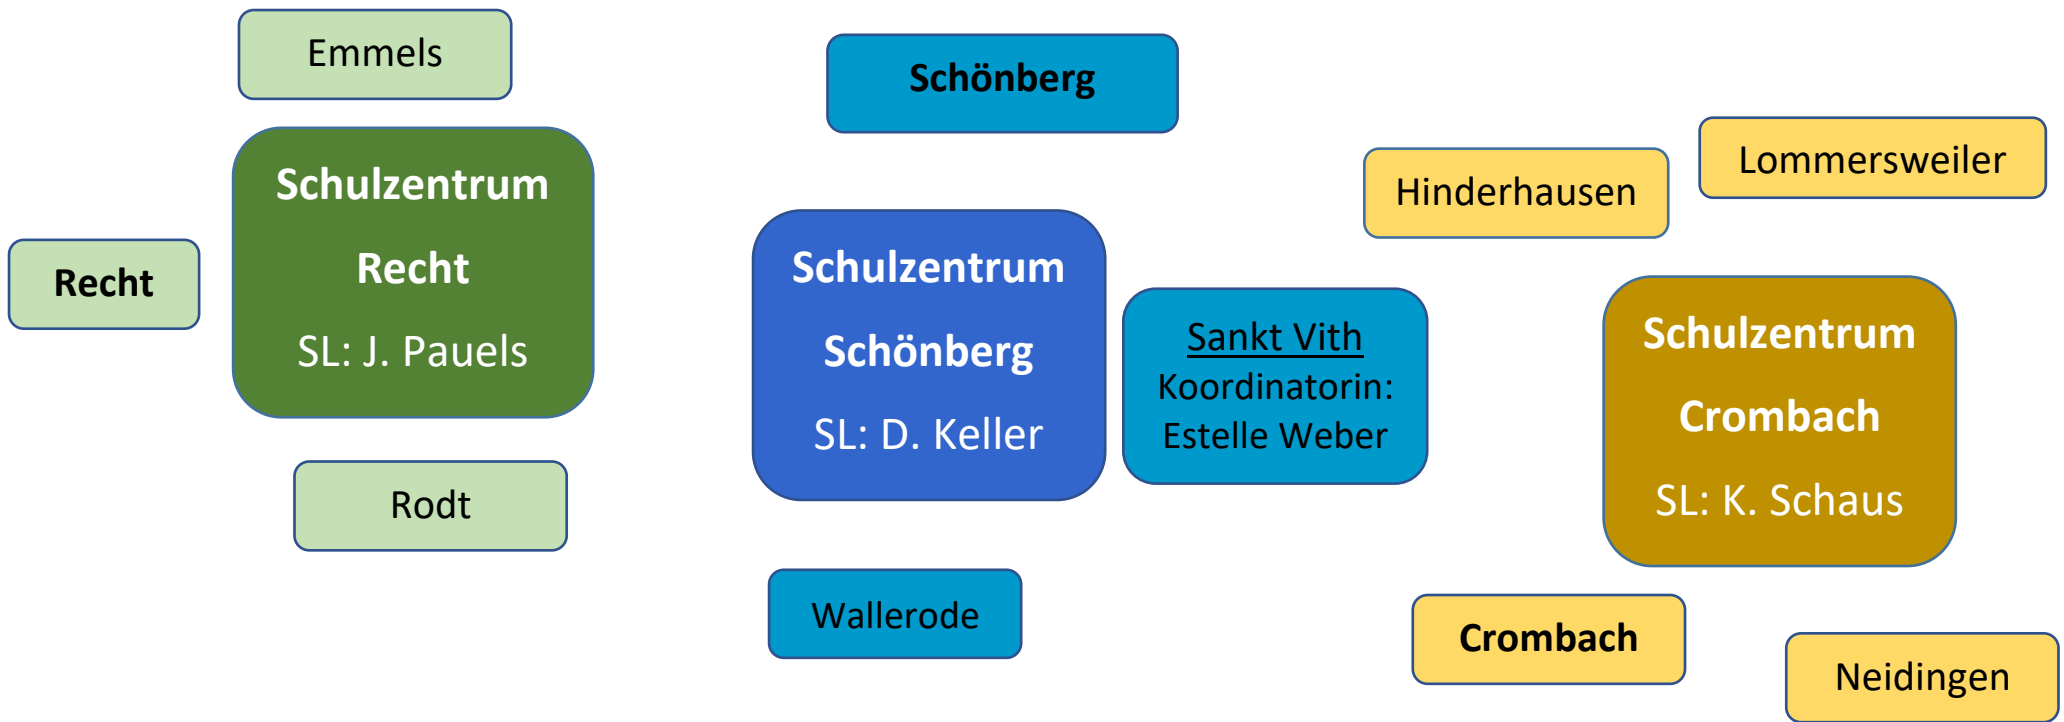 Emmels
Schulzentrum
Recht
SL: J. Pauels
Recht
Rodt
Schönberg
Schulzentrum
Schönberg
SL: D. Keller
Sankt Vith
Koordinatorin:
Estelle Weber
Wallerode
Hinderhausen
Lommersweiler
Schulzentrum
Crombach
SL: K. Schaus
Crombach
Neidingen